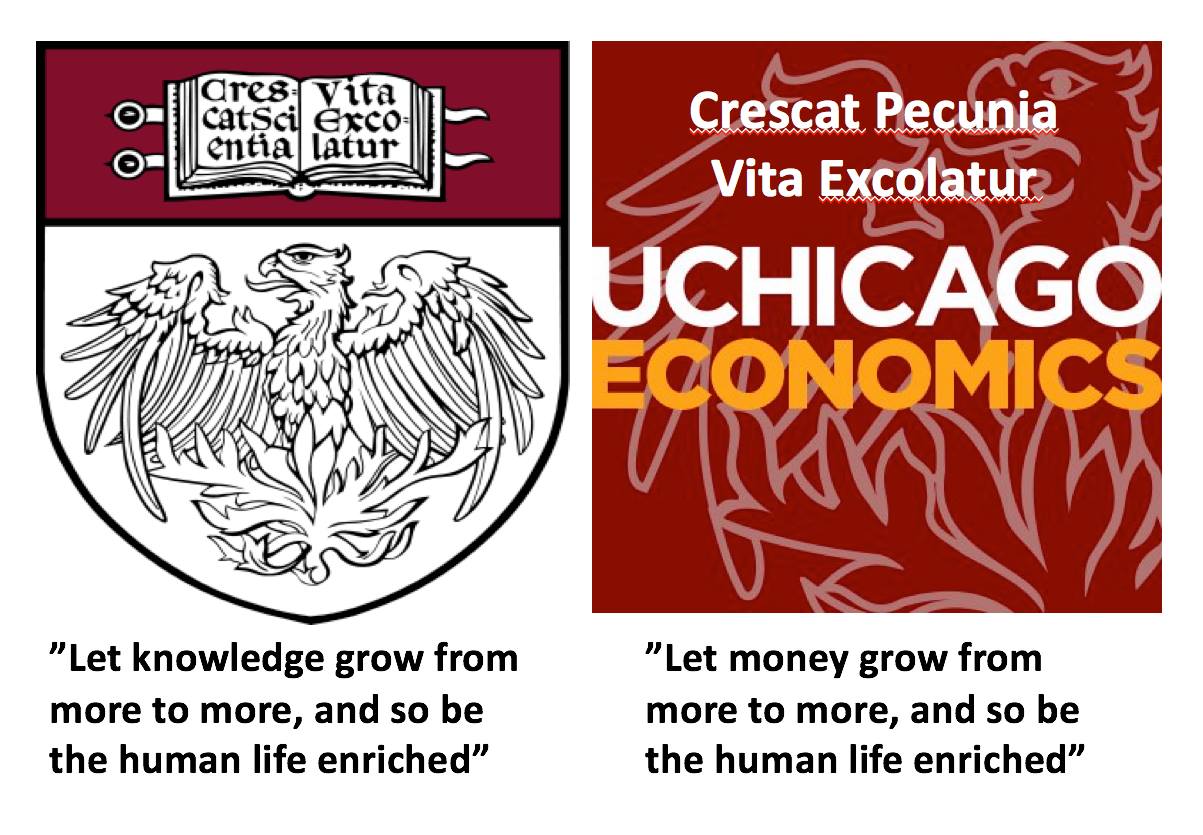 Cres-
catSci
entia
Vita
Exco-
latur
Crescat Pecunia
Vita Excolatur
UCHICAGO
ECONOMICS
”Let knowledge grow from
more to more, and so be
the human life enriched”
”Let money grow from
more to more, and so be
the human life enriched”